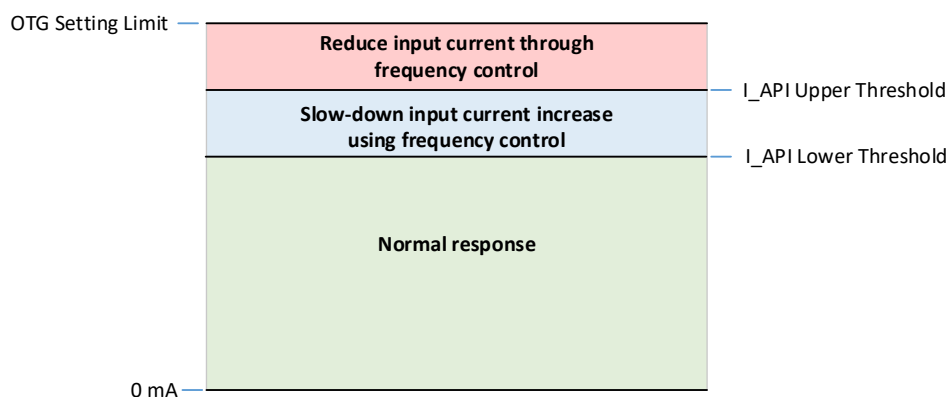 OTG Setting Limit
Reduce input current through
frequency control
I_API Upper Threshold
Slow-down input current increase
using frequency control
I_API Lower Threshold
Normal response
0 mA